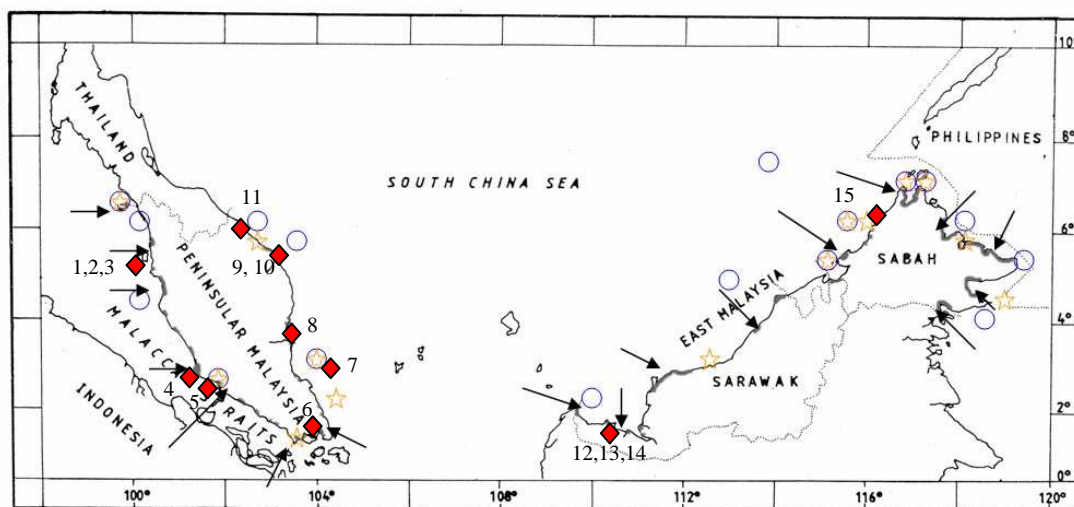 10°
THAILAND
PHILIPPINES
8°
SOUTH CHINA SEA
11
15
6°
9, 10
1,2,3
PENINSULAR MALAYSIA
SABAH
EAST MALAYSIA
4°
8
7
MALACCA STRAITS
4
5
SARAWAK
INDONESIA
6
2°
12,13,14
0°
100°
102°
104°
112°
116°
118°
120°